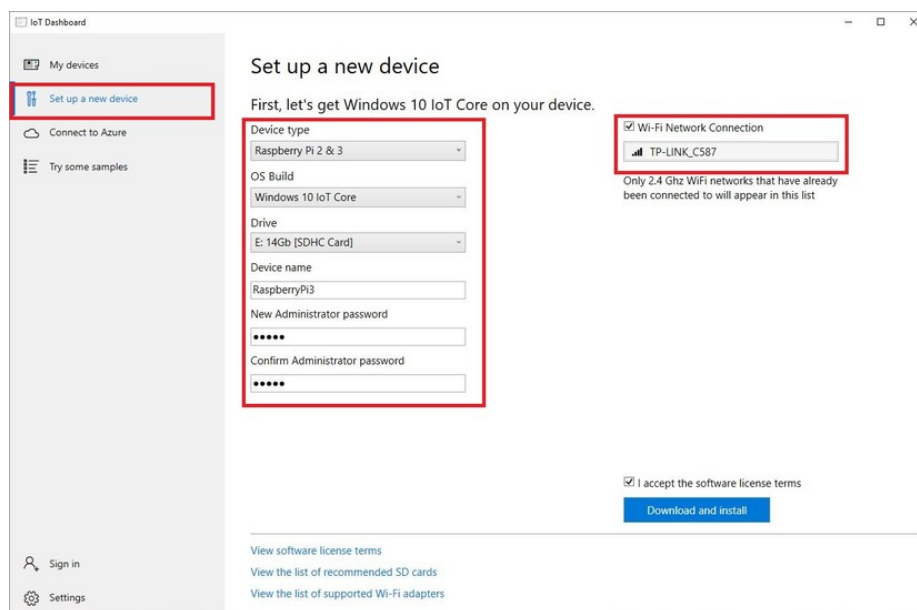 IoT Dashboard
My devices
Set up a new device
Connect to Azure
Try some samples
Sign in
Settings
Set up a new device
First, let's get Windows 10 IoT Core on your device.
Device type
Raspberry Pi 2 & 3
OS Build
Windows 10 IoT Core
Drive
E: 14Gb [SDHC Card]
Device name
RaspberryPi3
New Administrator password
●●●●●
Confirm Administrator password
●●●●●
Wi-Fi Network Connection
TP-LINK_C587
Only 2.4 Ghz WiFi networks that have already
been connected to will appear in this list
I accept the software license terms
Download and install
View software license terms
View the list of recommended SD cards
View the list of supported Wi-Fi adapters